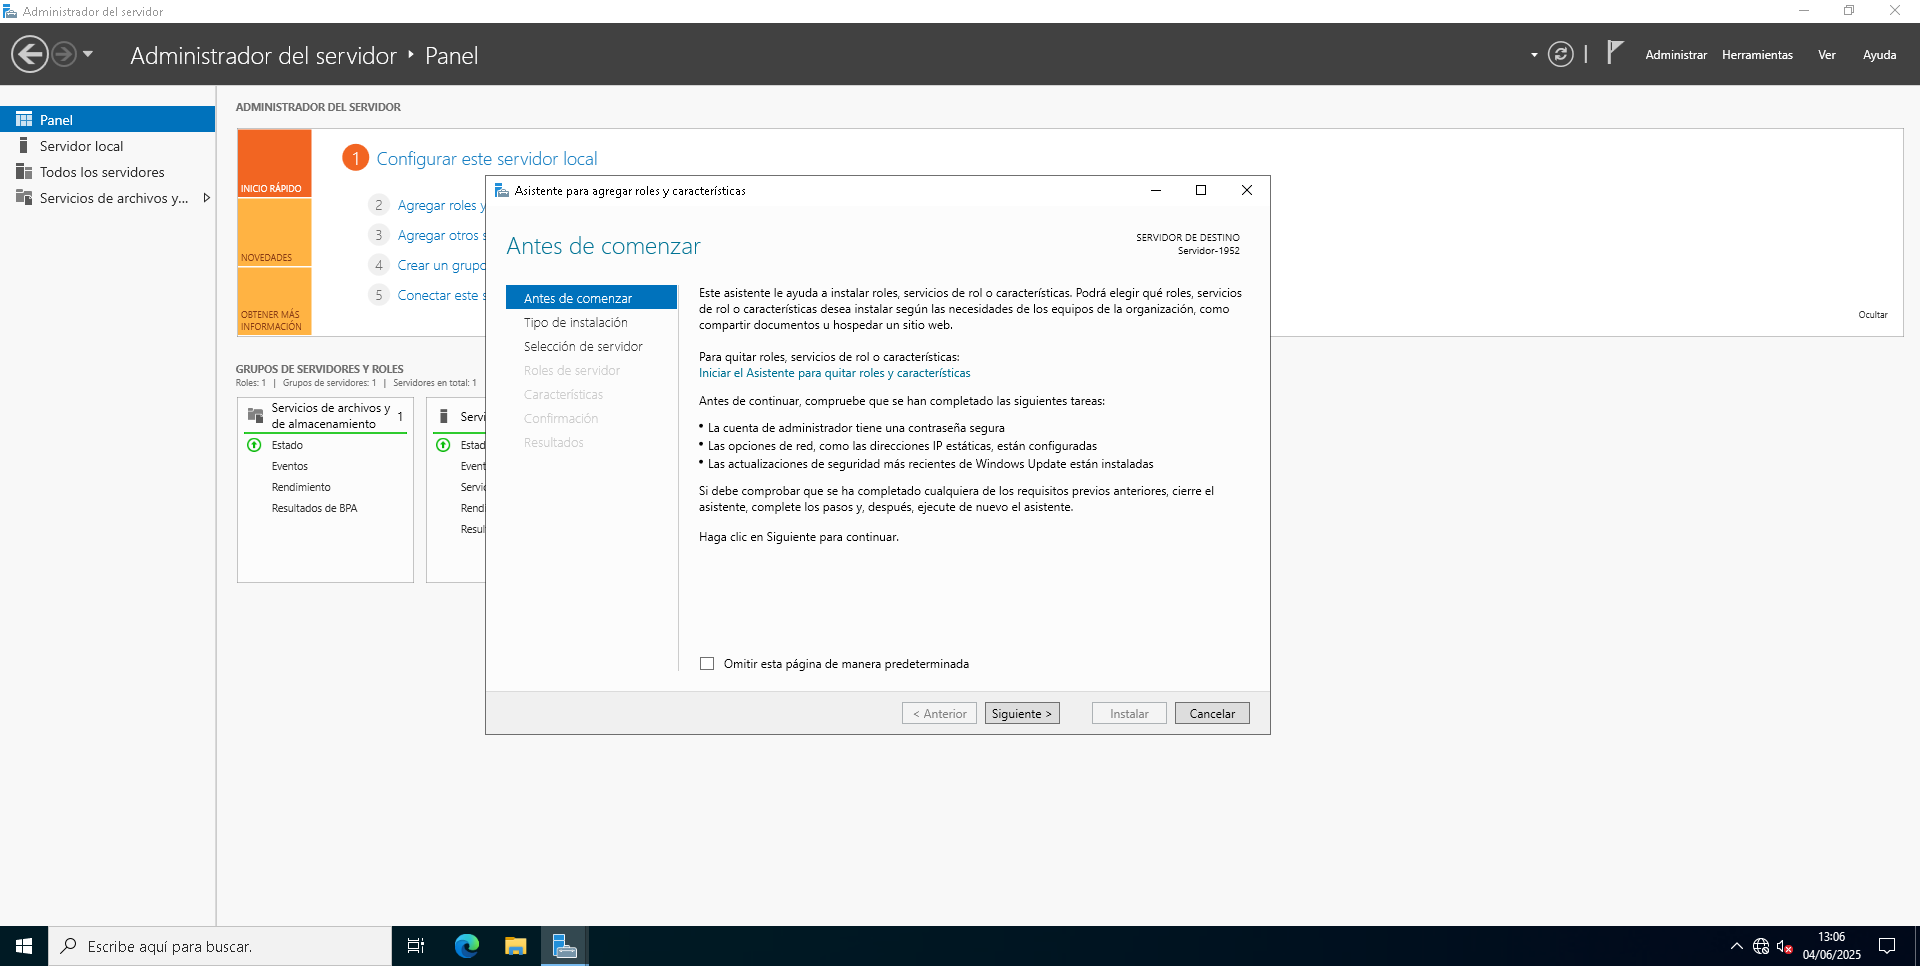 Administrador del servidor
Administrador del servidor ‣ Panel
Administrar
Herramientas
Ver
Ayuda
Panel
Servidor local
Todos los servidores
Servicios de archivos y...
ADMINISTRADOR DEL SERVIDOR
INICIO RÁPIDO
NOVEDADES
OBTENER MÁS
INFORMACIÓN
1 Configurar este servidor local
2 Agregar roles y
3 Agregar otros s
4 Crear un grupo
5 Conectar este s
Ocultar
GRUPOS DE SERVIDORES Y ROLES
Roles: 1 | Grupos de servidores: 1 | Servidores en total: 1
Servicios de archivos y
de almacenamiento
1
Estado
Eventos
Rendimiento
Resultados de BPA
Servi
Estad
Event
Servic
Rend
Resul
Asistente para agregar roles y características
Antes de comenzar
SERVIDOR DE DESTINO
Servidor-1952
Antes de comenzar
Tipo de instalación
Selección de servidor
Roles de servidor
Características
Confirmación
Resultados
Este asistente le ayuda a instalar roles, servicios de rol o características. Podrá elegir qué roles, servicios
de rol o características desea instalar según las necesidades de los equipos de la organización, como
compartir documentos u hospedar un sitio web.
Para quitar roles, servicios de rol o características:
Iniciar el Asistente para quitar roles y características
Antes de continuar, compruebe que se han completado las siguientes tareas:
• La cuenta de administrador tiene una contraseña segura
• Las opciones de red, como las direcciones IP estáticas, están configuradas
• Las actualizaciones de seguridad más recientes de Windows Update están instaladas
Si debe comprobar que se ha completado cualquiera de los requisitos previos anteriores, cierre el
asistente, complete los pasos y, después, ejecute de nuevo el asistente.
Haga clic en Siguiente para continuar.
Omitir esta página de manera predeterminada
< Anterior
Siguiente >
Instalar
Cancelar
Escribe aquí para buscar.
13:06
04/06/2025